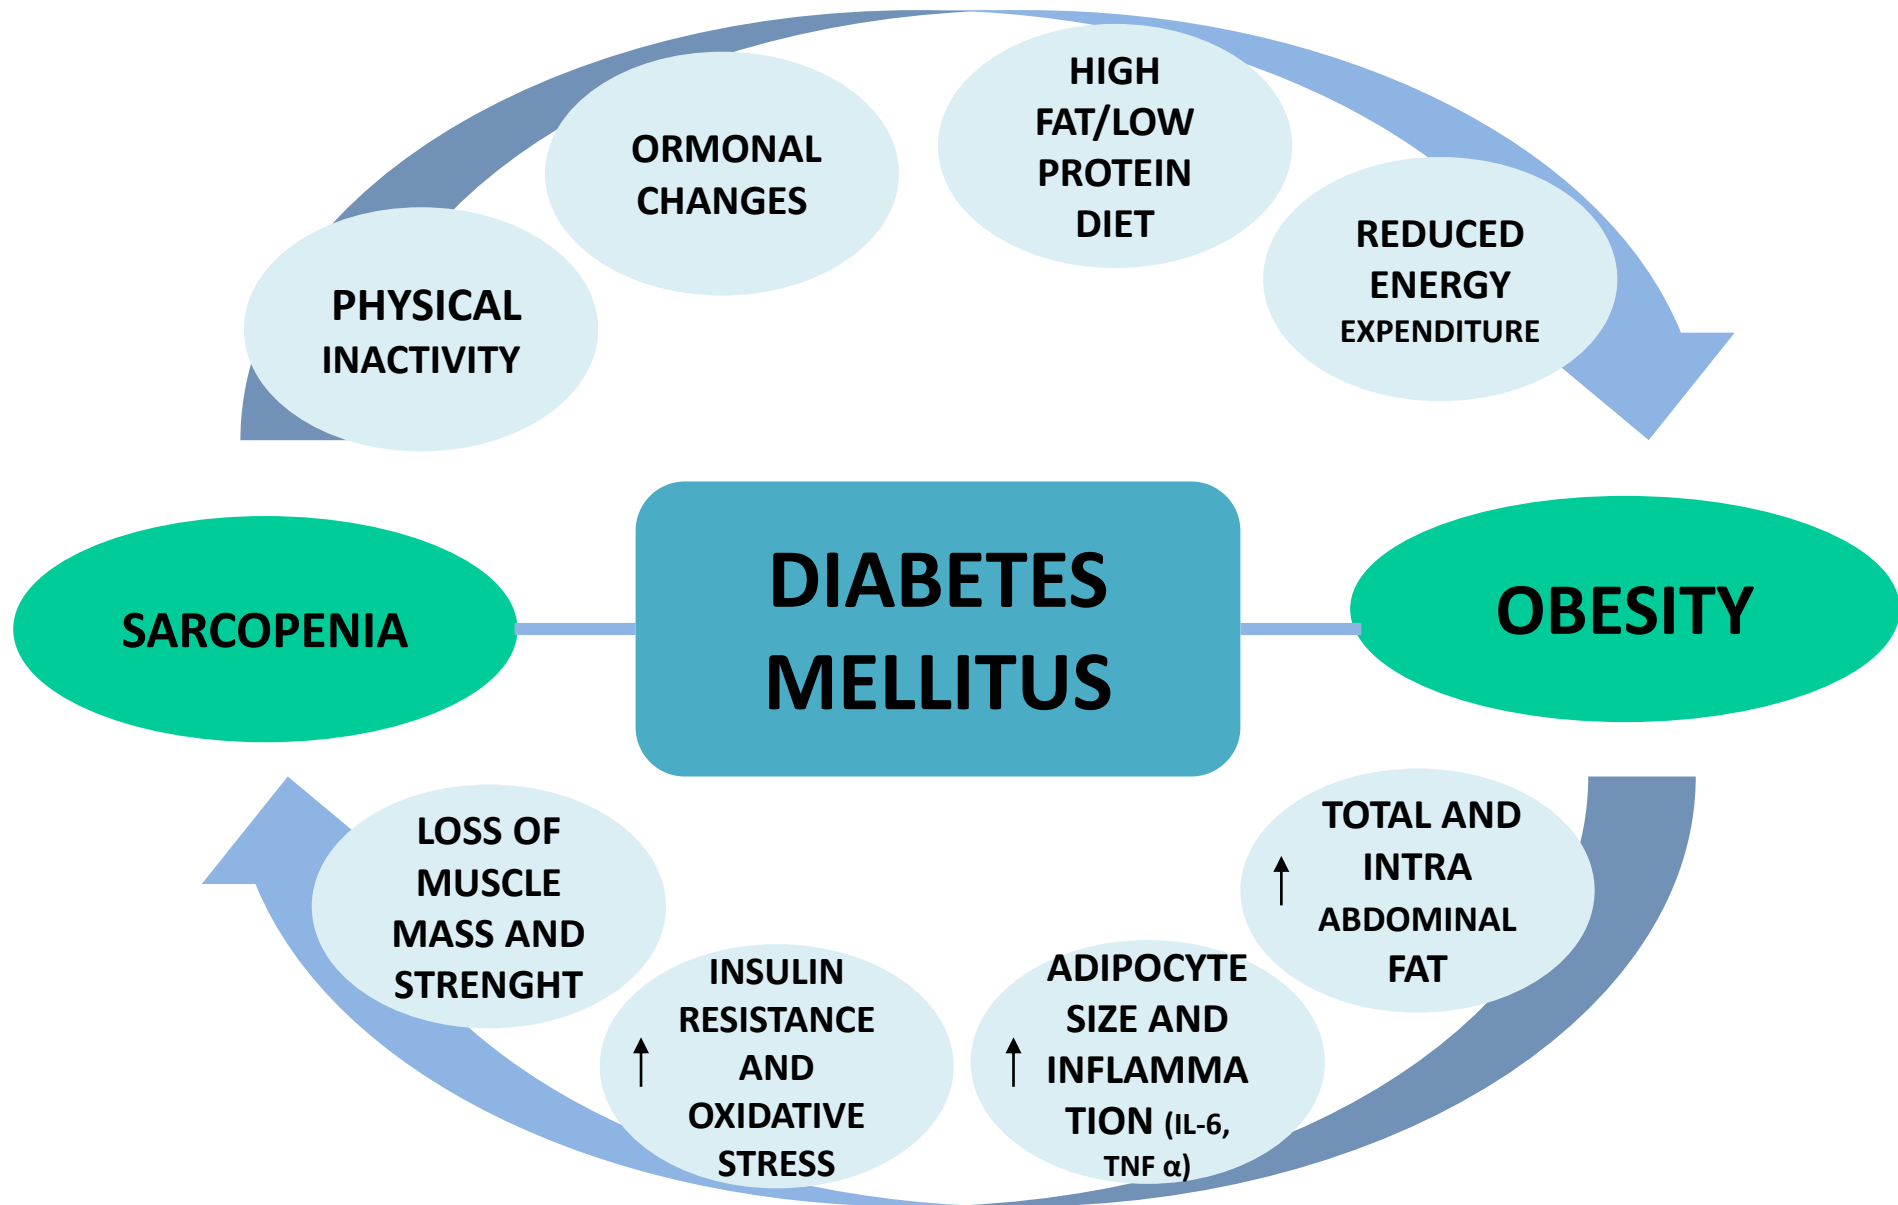 HIGH
FAT/LOW
PROTEIN
DIET
ORMONAL
CHANGES
REDUCED
ENERGY
EXPENDITURE
PHYSICAL
INACTIVITY
SARCOPENIA
DIABETES
MELLITUS
OBESITY
LOSS OF
MUSCLE
MASS AND
STRENGHT
↑
INSULIN
RESISTANCE
AND
OXIDATIVE
STRESS
↑
ADIPOCYTE
SIZE AND
INFLAMMA
TION (IL-6,
TNF α)
↑
TOTAL AND
INTRA
ABDOMINAL
FAT